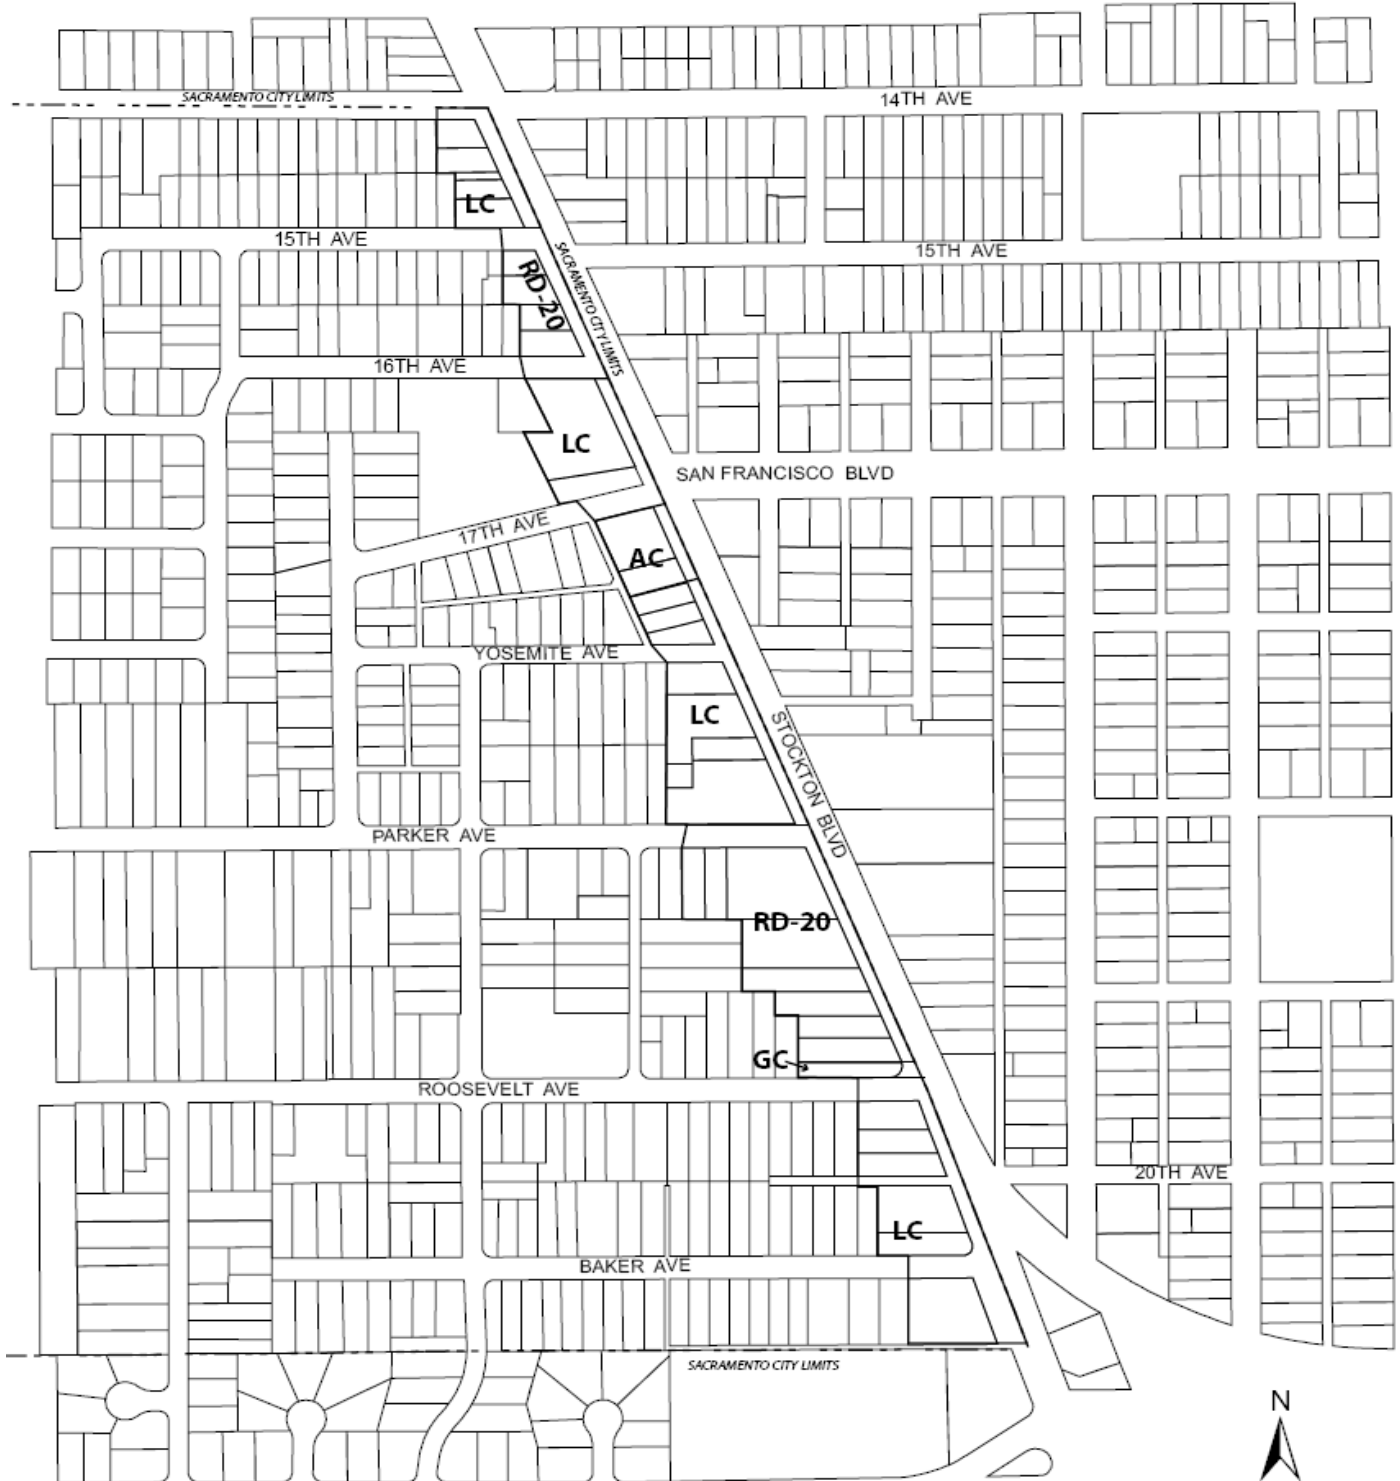 SACRAMENTO CITY LIMITS
14TH AVE
LC
15TH AVE
15TH AVE
SACRAMENTO CITY LIMITS
RD-20
16TH AVE
LC
SAN FRANCISCO BLVD
17TH AVE
AC
YOSEMITE AVE
LC
STOCKTON BLVD
PARKER AVE
RD-20
GC
ROOSEVELT AVE
20TH AVE
LC
BAKER AVE
SACRAMENTO CITY LIMITS
N